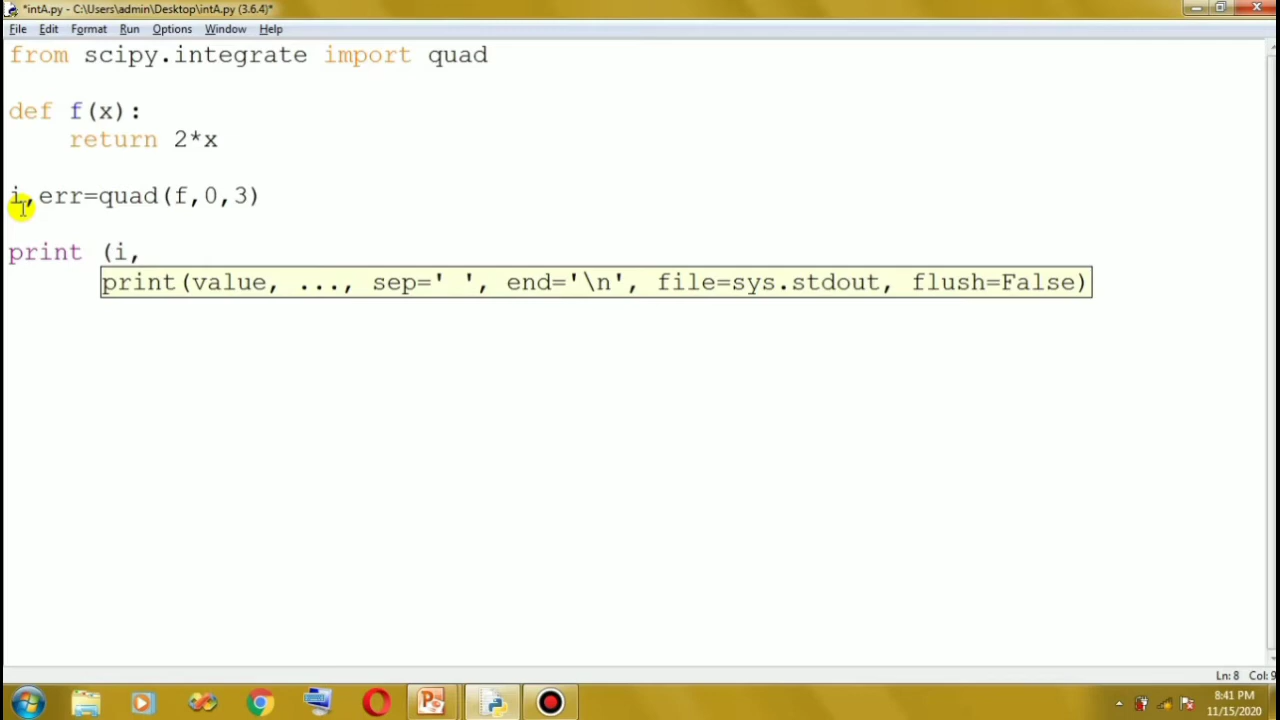 *intA.py - C:\Users\admin\Desktop\intA.py (3.6.4)*
File Edit Format Run Options Window Help
from scipy.integrate import quad
def f(x):
return 2*x
i,err=quad(f,0,3)
print (i,
print(value, ..., sep=' ', end='\n', file=sys.stdout, flush=False)
Ln: 8 Col: 9
8:41 PM
11/15/2020